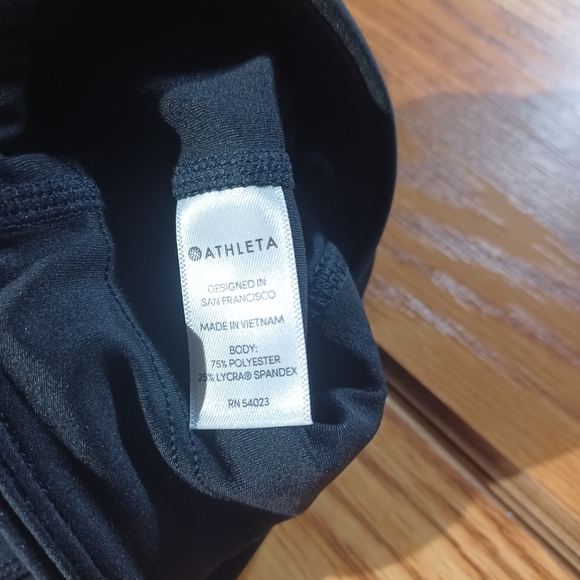 ATHLETA
DESIGNED IN
SAN FRANCISCO
MADE IN VIETNAM
BODY:
75% POLYESTER
25% LYCRA® SPANDEX
RN 54023